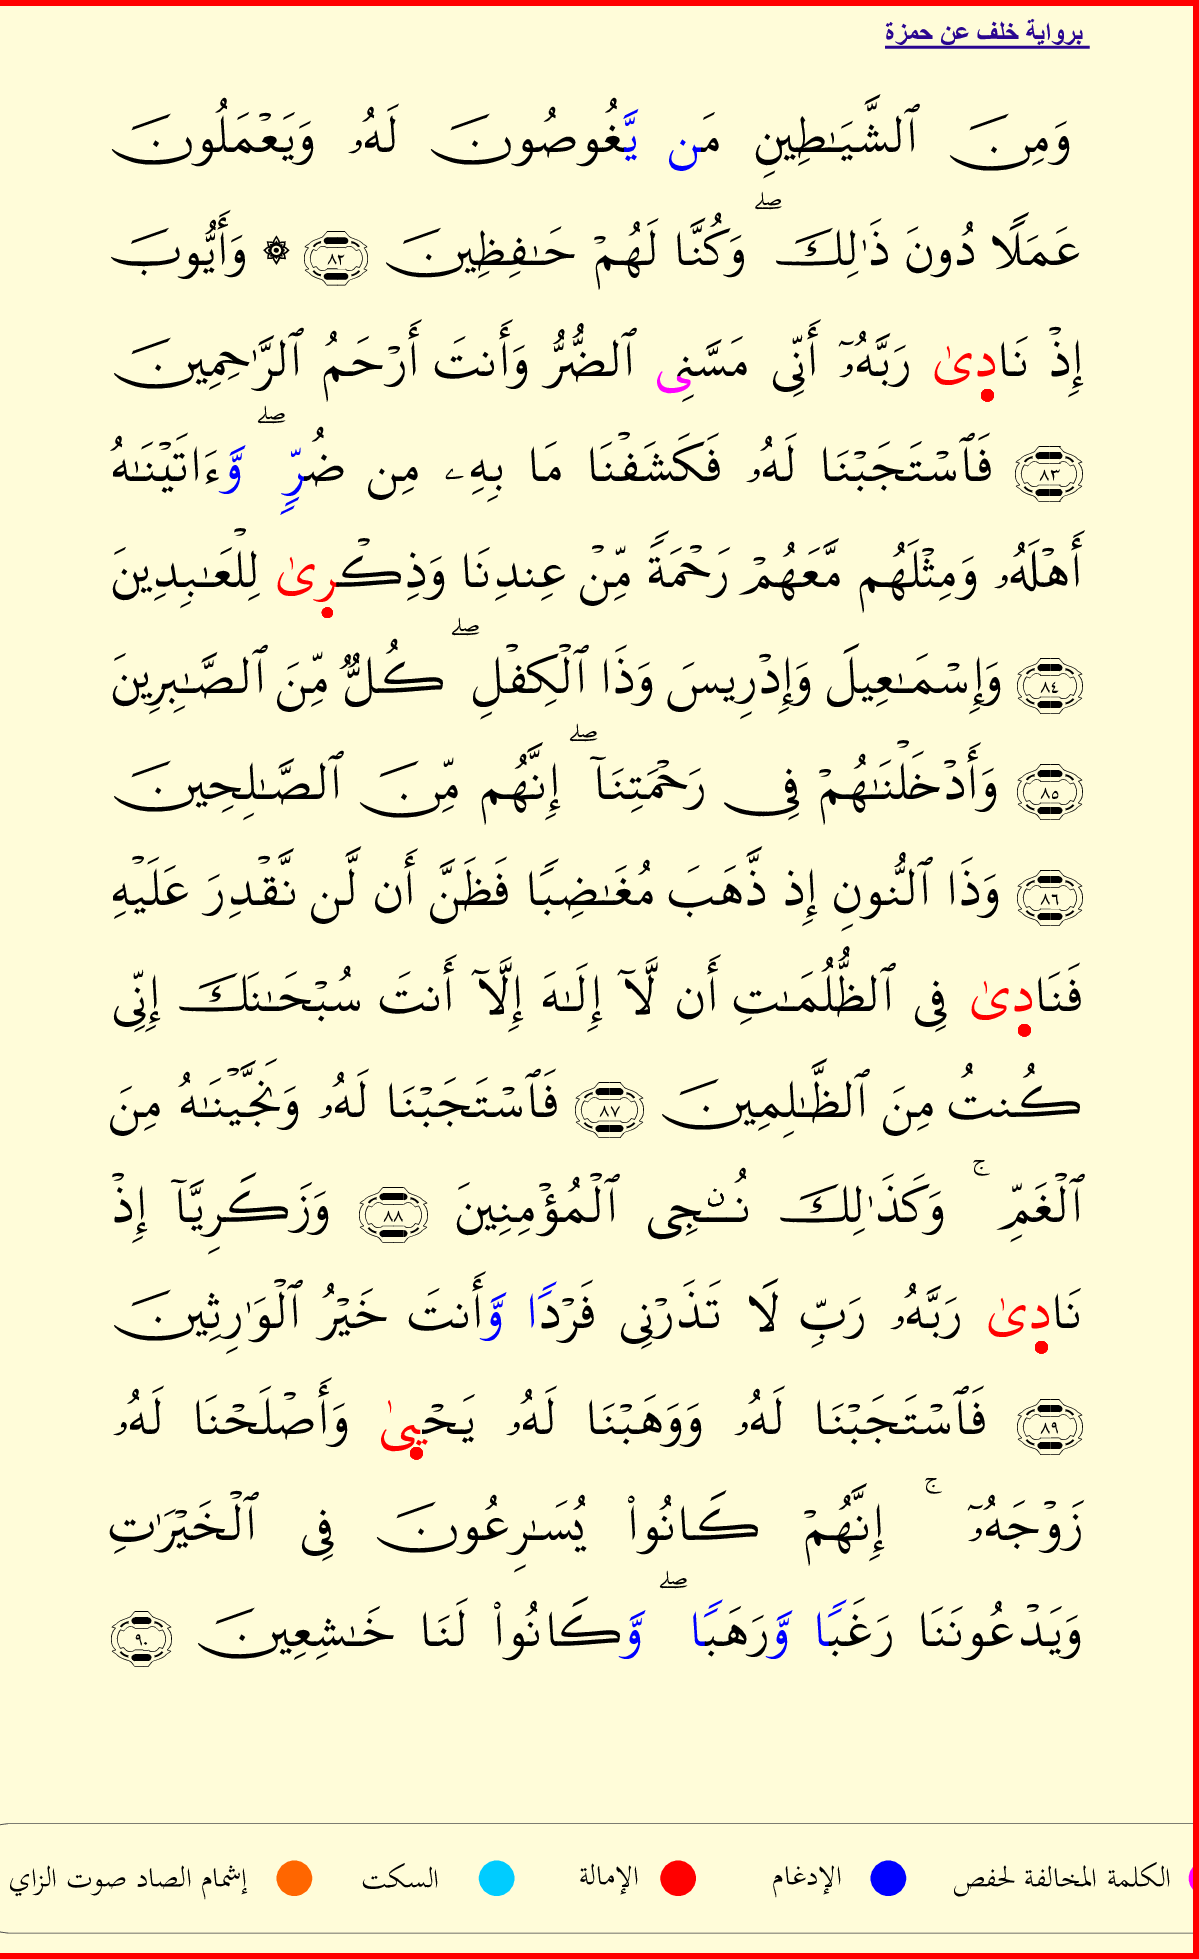 برواية خلف عن حمزة
وَمِنَ ٱلشَّيَٰطِينِ مَن يَّغُوصُونَ لَهُۥ وَيَعْمَلُونَ
عَمَلًا دُونَ ذَٰلِكَ ۖ وَكُنَّا لَهُمْ حَٰفِظِينَ ٨٢ ۞ وَأَيُّوبَ
إِذْ نَادِىٰ رَبَّهُۥٓ أَنِّى مَسَّنِى ٱلضُّرُّ وَأَنتَ أَرْحَمُ ٱلرَّٰحِمِينَ
٨٣ فَٱسْتَجَبْنَا لَهُۥ فَكَشَفْنَا مَا بِهِۦ مِن ضُرٍّ ۖ وَّءَاتَيْنَٰهُ
أَهْلَهُۥ وَمِثْلَهُم مَّعَهُمْ رَحْمَةً مِّنْ عِندِنَا وَذِكْرِىٰ لِلْعَٰبِدِينَ
٨٤ وَإِسْمَٰعِيلَ وَإِدْرِيسَ وَذَا ٱلْكِفْلِ ۖ كُلٌّ مِّنَ ٱلصَّٰبِرِينَ
٨٥ وَأَدْخَلْنَٰهُمْ فِى رَحْمَتِنَآ ۖ إِنَّهُم مِّنَ ٱلصَّٰلِحِينَ
٨٦ وَذَا ٱلنُّونِ إِذ ذَّهَبَ مُغَٰضِبًا فَظَنَّ أَن لَّن نَّقْدِرَ عَلَيْهِ
فَنَادِىٰ فِى ٱلظُّلُمَٰتِ أَن لَّآ إِلَٰهَ إِلَّآ أَنتَ سُبْحَٰنَكَ إِنِّى
كُنتُ مِنَ ٱلظَّٰلِمِينَ ٨٧ فَٱسْتَجَبْنَا لَهُۥ وَنَجَّيْنَٰهُ مِنَ
ٱلْغَمِّ ۚ وَكَذَٰلِكَ نُۨجِى ٱلْمُؤْمِنِينَ ٨٨ وَزَكَرِيَّآ إِذْ
نَادِىٰ رَبَّهُۥ رَبِّ لَا تَذَرْنِى فَرْدًا وَّأَنتَ خَيْرُ ٱلْوَٰرِثِينَ
٨٩ فَٱسْتَجَبْنَا لَهُۥ وَوَهَبْنَا لَهُۥ يَحْيِىٰ وَأَصْلَحْنَا لَهُۥ
زَوْجَهُۥٓ ۚ إِنَّهُمْ كَانُوا۟ يُسَٰرِعُونَ فِى ٱلْخَيْرَٰتِ
وَيَدْعُونَنَا رَغَبًا وَّرَهَبًا ۖ وَّكَانُوا۟ لَنَا خَٰشِعِينَ ٩٠
الكلمة المخالفة لحفص الإدغام الإمالة السكت إشمام الصاد صوت الزاي